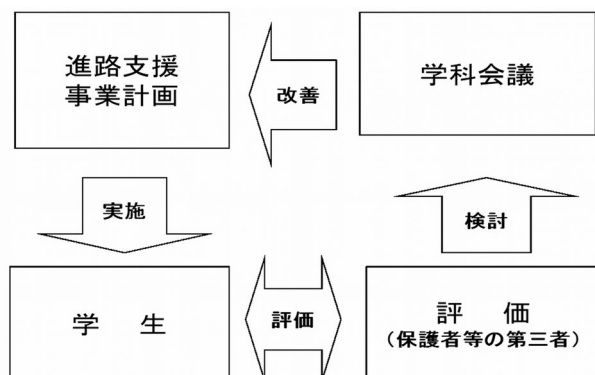 進路支援
事業計画
改善
学科会議
実施
検討
学　生
評価
評　価
（保護者等の第三者）